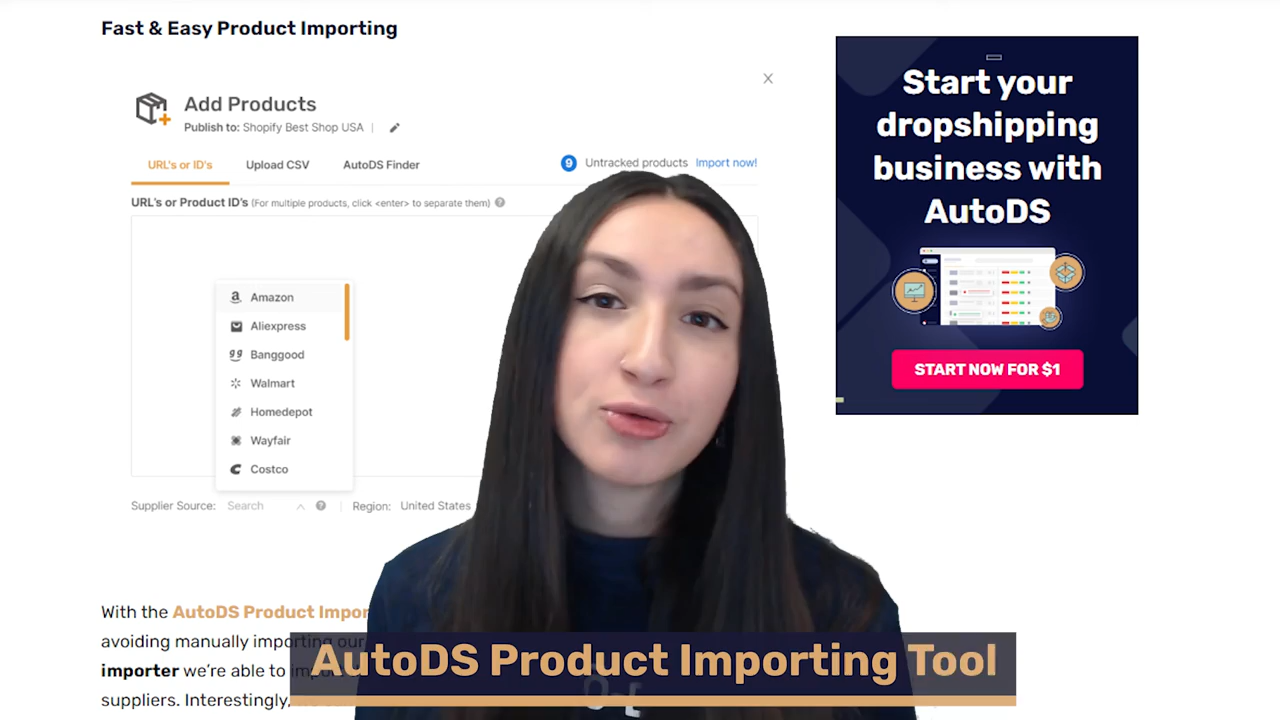 Fast & Easy Product Importing
Add Products
Publish to: Shopify Best Shop USA |
URL's or ID's
Upload CSV
AutoDS Finder
9 Untracked products Import now!
URL's or Product ID's (For multiple products, click <enter> to separate them) ?
Amazon
Aliexpress
Banggood
Walmart
Homedepot
Wayfair
Costco
Supplier Source: Search ? | Region: United States
Start your
dropshipping
business with
AutoDS
START NOW FOR $1
With the AutoDS Product Impor
avoiding manually importing our
importer we're able to
suppliers. Interestingly,
AutoDS Product Importing Tool